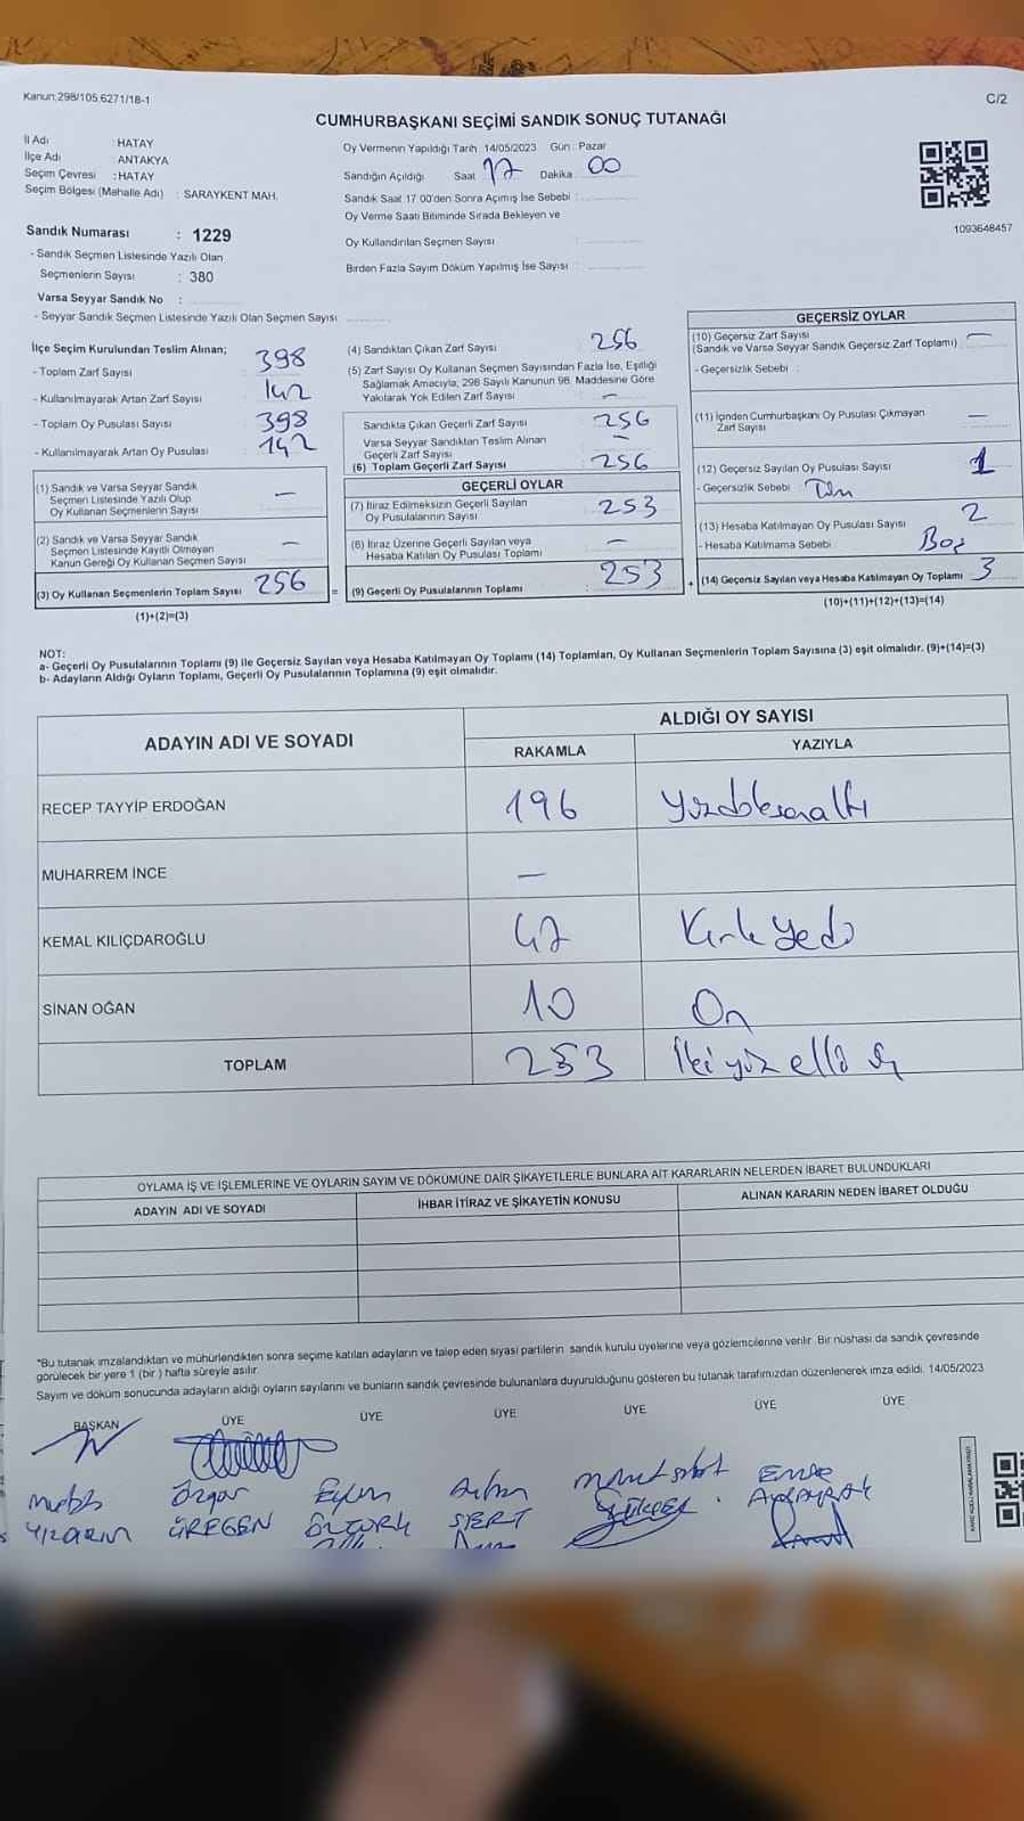 Kanun:298/105,6271/18-1
C/2
CUMHURBAŞKANI SEÇİMİ SANDIK SONUÇ TUTANAĞI
İl Adı : HATAY
İlçe Adı : ANTAKYA
Seçim Çevresi : HATAY
Seçim Bölgesi (Mahalle Adı) : SARAYKENT MAH.
Sandık Numarası : 1229
- Sandık Seçmen Listesinde Yazılı Olan
Seçmenlerin Sayısı : 380
Varsa Seyyar Sandık No :
- Seyyar Sandık Seçmen Listesinde Yazılı Olan Seçmen Sayısı
Oy Vermenin Yapıldığı Tarih : 14/05/2023 Gün : Pazar
Sandığın Açıldığı Saat 17 Dakika 00
Sandık Saat 17:00'den Sonra Açımış İse Sebebi :
Oy Verme Saati Bitiminde Sırada Bekleyen ve
Oy Kullandırılan Seçmen Sayısı :
Birden Fazla Sayım Döküm Yapılmış İse Sayısı :
1093648457
İlçe Seçim Kurulundan Teslim Alınan;
- Toplam Zarf Sayısı 398
- Kullanılmayarak Artan Zarf Sayısı 142
- Toplam Oy Pusulası Sayısı 398
- Kullanılmayarak Artan Oy Pusulası 142
(1) Sandık ve Varsa Seyyar Sandık
Seçmen Listesinde Yazılı Olup
Oy Kullanan Seçmenlerin Sayısı —
(2) Sandık ve Varsa Seyyar Sandık
Seçmen Listesinde Kayıtlı Olmayan
Kanun Gereği Oy Kullanan Seçmen Sayısı —
(3) Oy Kullanan Seçmenlerin Toplam Sayısı 256 =
(1)+(2)=(3)
(4) Sandıktan Çıkan Zarf Sayısı 256
(5) Zarf Sayısı Oy Kullanan Seçmen Sayısından Fazla İse, Eşitliği
Sağlamak Amacıyla, 298 Sayılı Kanunun 98. Maddesine Göre
Yakılarak Yok Edilen Zarf Sayısı —
Sandıkta Çıkan Geçerli Zarf Sayısı 256
Varsa Seyyar Sandıktan Teslim Alınan
Geçerli Zarf Sayısı —
(6) Toplam Geçerli Zarf Sayısı 256
GEÇERLİ OYLAR
(7) İtiraz Edilmeksizin Geçerli Sayılan
Oy Pusulalarının Sayısı 253
(8) İtiraz Üzerine Geçerli Sayılan veya
Hesaba Katılan Oy Pusulası Toplamı —
(9) Geçerli Oy Pusulalarının Toplamı : 253 +
GEÇERSİZ OYLAR
(10) Geçersiz Zarf Sayısı
(Sandık ve Varsa Seyyar Sandık Geçersiz Zarf Toplamı) —
- Geçersizlik Sebebi :
(11) İçinden Cumhurbaşkanı Oy Pusulası Çıkmayan
Zarf Sayısı —
(12) Geçersiz Sayılan Oy Pusulası Sayısı 1
- Geçersizlik Sebebi
(13) Hesaba Katılmayan Oy Pusulası Sayısı 2
- Hesaba Katılmama Sebebi Boş
(14) Geçersiz Sayılan veya Hesaba Katılmayan Oy Toplamı 3
(10)+(11)+(12)+(13)=(14)
NOT:
a- Geçerli Oy Pusulalarının Toplamı (9) ile Geçersiz Sayılan veya Hesaba Katılmayan Oy Toplamı (14) Toplamları, Oy Kullanan Seçmenlerin Toplam Sayısına (3) eşit olmalıdır. (9)+(14)=(3)
b- Adayların Aldığı Oyların Toplamı, Geçerli Oy Pusulalarının Toplamına (9) eşit olmalıdır.
ADAYIN ADI VE SOYADI
ALDIĞI OY SAYISI
RAKAMLA YAZIYLA
RECEP TAYYİP ERDOĞAN 196 Yüzdoksanaltı
MUHARREM İNCE —
KEMAL KILIÇDAROĞLU 47 Kırk yedi
SİNAN OĞAN 10 On
TOPLAM 253 İki yüz elli üç
OYLAMA İŞ VE İŞLEMLERİNE VE OYLARIN SAYIM VE DÖKÜMÜNE DAİR ŞİKAYETLERLE BUNLARA AİT KARARLARIN NELERDEN İBARET BULUNDUKLARI
ADAYIN ADI VE SOYADI İHBAR İTİRAZ VE ŞİKAYETİN KONUSU ALINAN KARARIN NEDEN İBARET OLDUĞU
*Bu tutanak imzalandıktan ve mühürlendikten sonra seçime katılan adayların ve talep eden siyasi partilerin sandık kurulu üyelerine veya gözlemcilerine verilir. Bir nüshası da sandık çevresinde
görülecek bir yere 1 (bir ) hafta süreyle asılır.
Sayım ve döküm sonucunda adayların aldığı oyların sayılarını ve bunların sandık çevresinde bulunanlara duyurulduğunu gösteren bu tutanak tarafımızdan düzenlenerek imza edildi. 14/05/2023
BAŞKAN ÜYE ÜYE ÜYE ÜYE ÜYE ÜYE
Özgür
ÜREGEN ÖZTÜRK SERT